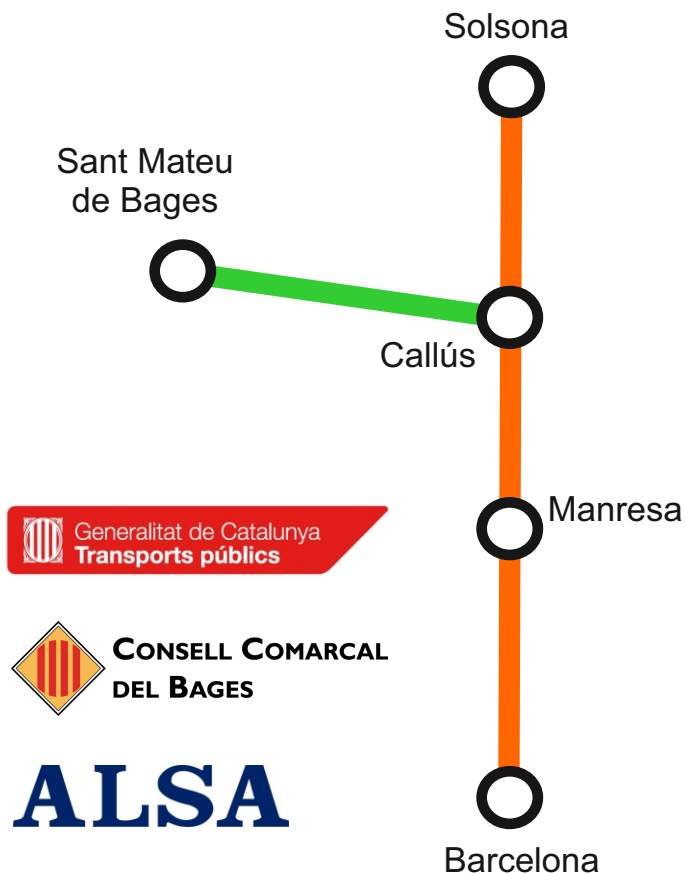 Solsona
Sant Mateu
de Bages
Callús
Manresa
Generalitat de Catalunya
Transports públics
CONSELL COMARCAL
DEL BAGES
ALSA
Barcelona